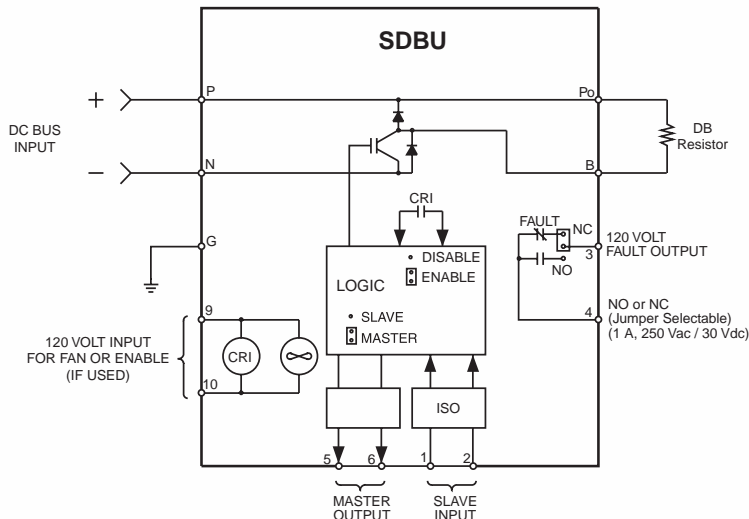 SDBU
P
Po
+
DC BUS
INPUT
−
N
B
DB
Resistor
CRI
G
FAULT
NC
NO
120 VOLT
FAULT OUTPUT
3
DISABLE
ENABLE
LOGIC
SLAVE
MASTER
4
NO or NC
(Jumper Selectable)
(1 A, 250 Vac / 30 Vdc)
9
120 VOLT INPUT
FOR FAN OR ENABLE
(IF USED)
CRI
10
ISO
5
6
1
2
MASTER
OUTPUT
SLAVE
INPUT